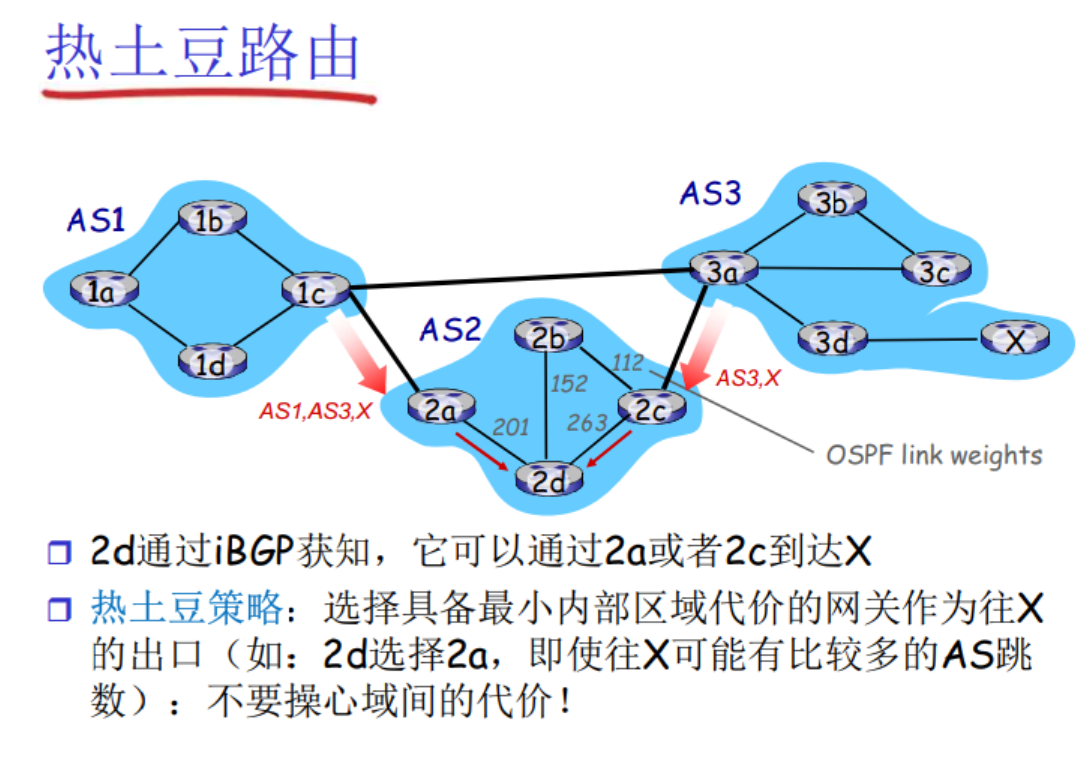 热土豆路由
AS1
1b
1a
1c
1d
AS3
3b
3a
3c
3d
X
AS2
2b
112
152
2a
2c
201
263
2d
AS1,AS3,X
AS3,X
OSPF link weights
2d通过iBGP获知，它可以通过2a或者2c到达X
热土豆策略：选择具备最小内部区域代价的网关作为往X
的出口（如：2d选择2a，即使往X可能有比较多的AS跳
数）：不要操心域间的代价！